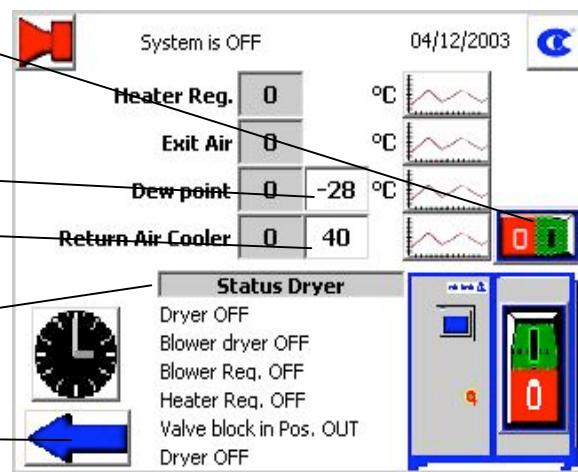 System is OFF 04/12/2003
Heater Reg. 0 °C
Exit Air 0 °C
Dew point 0 -28 °C
Return Air Cooler 0 40
0 I
Status Dryer
Dryer OFF
Blower dryer OFF
Blower Req. OFF
Heater Req. OFF
Valve block in Pos. OUT
Dryer OFF
I
0